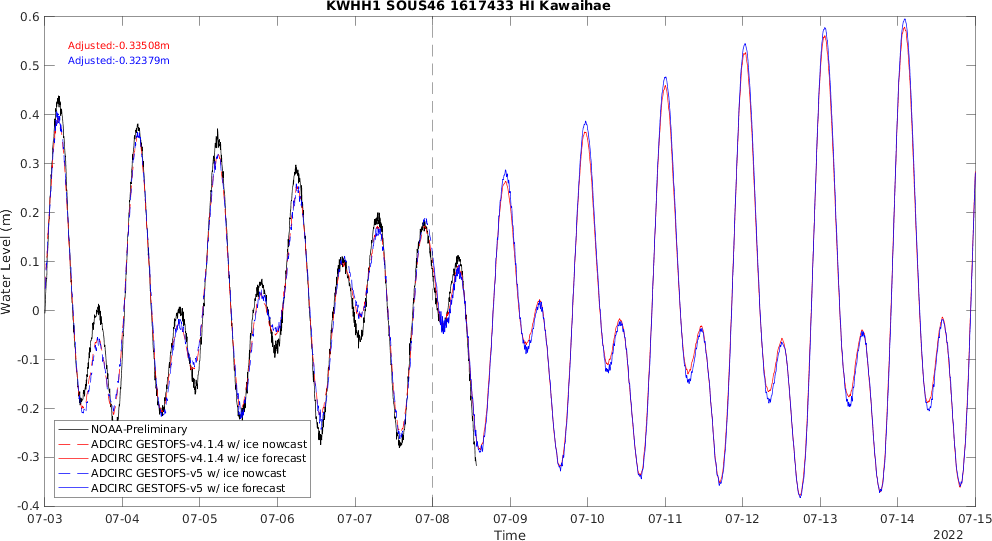 KWHH1 SOUS46 1617433 HI Kawaihae
Adjusted:-0.33508m
Adjusted:-0.32379m
Water Level (m)
0.6
0.5
0.4
0.3
0.2
0.1
0
-0.1
-0.2
-0.3
-0.4
NOAA-Preliminary
ADCIRC GESTOFS-v4.1.4 w/ ice nowcast
ADCIRC GESTOFS-v4.1.4 w/ ice forecast
ADCIRC GESTOFS-v5 w/ ice nowcast
ADCIRC GESTOFS-v5 w/ ice forecast
07-03 07-04 07-05 07-06 07-07 07-08 07-09 07-10 07-11 07-12 07-13 07-14 07-15
Time
2022